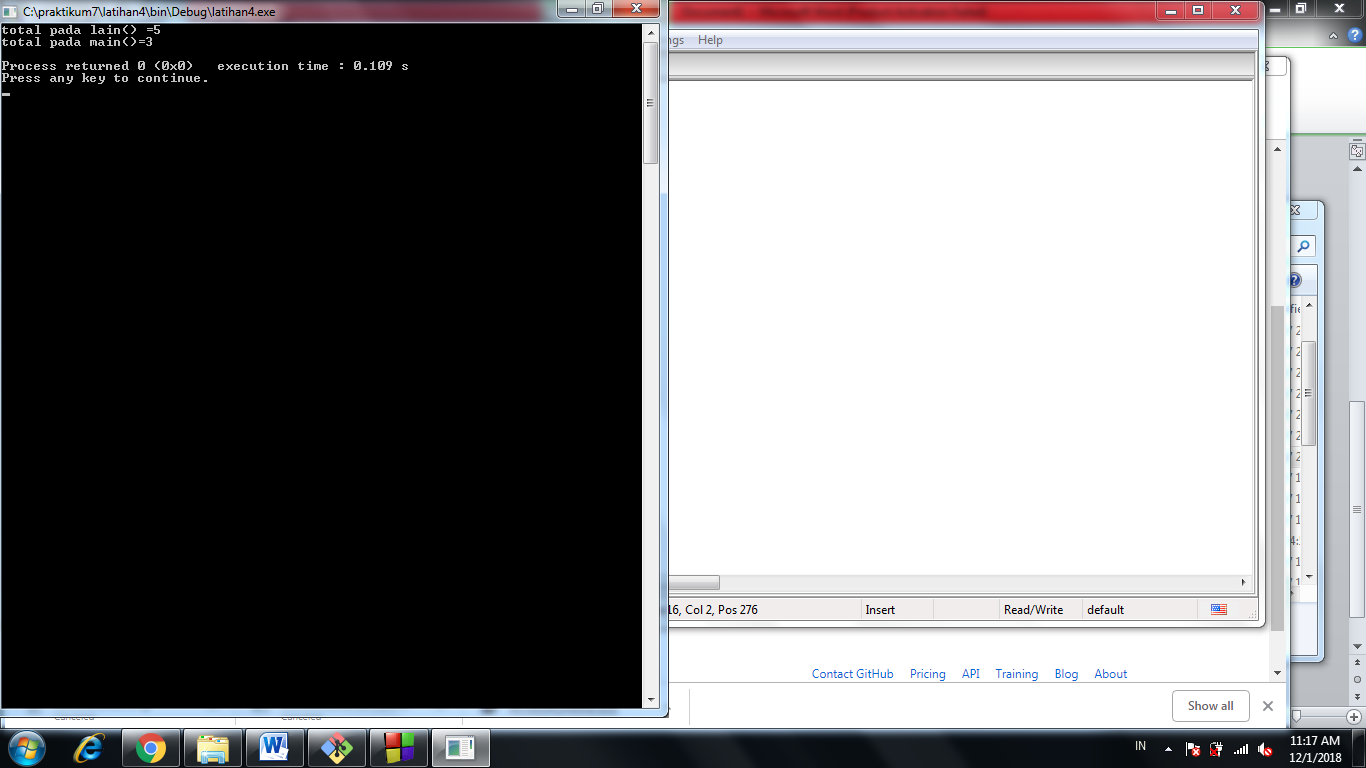 C:\praktikum7\latihan4\bin\Debug\latihan4.exe
total pada lain() =5
total pada main()=3
Process returned 0 (0x0)   execution time : 0.109 s
Press any key to continue.
Help
Col 2, Pos 276
Insert
Read/Write
default
Contact GitHub
Pricing
API
Training
Blog
About
Show all
IN
11:17 AM
12/1/2018